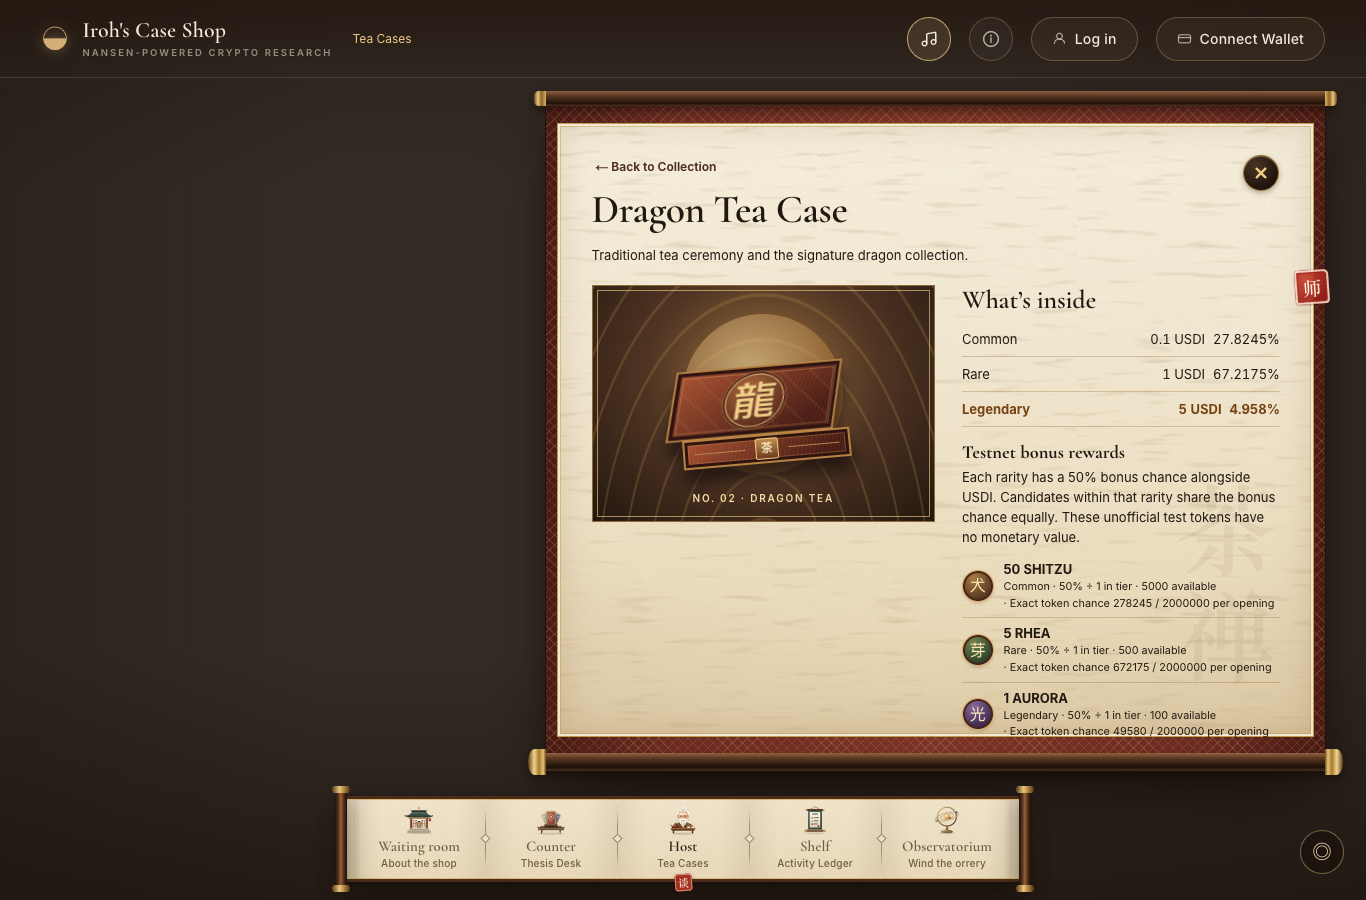 Iroh's Case Shop
NANSEN-POWERED CRYPTO RESEARCH
Tea Cases
Log in
Connect Wallet
← Back to Collection
Dragon Tea Case
Traditional tea ceremony and the signature dragon collection.
师
龍
茶
NO. 02 · DRAGON TEA
What’s inside
Common 0.1 USDI 27.8245%
Rare 1 USDI 67.2175%
Legendary 5 USDI 4.958%
Testnet bonus rewards
Each rarity has a 50% bonus chance alongside
USDI. Candidates within that rarity share the bonus
chance equally. These unofficial test tokens have
no monetary value.
茶
禅
犬
50 SHITZU
Common · 50% ÷ 1 in tier · 5000 available
· Exact token chance 278245 / 2000000 per opening
芽
5 RHEA
Rare · 50% ÷ 1 in tier · 500 available
· Exact token chance 672175 / 2000000 per opening
光
1 AURORA
Legendary · 50% ÷ 1 in tier · 100 available
· Exact token chance 49580 / 2000000 per opening
Waiting room
About the shop
Counter
Thesis Desk
Host
Tea Cases
谈
Shelf
Activity Ledger
Observatorium
Wind the orrery